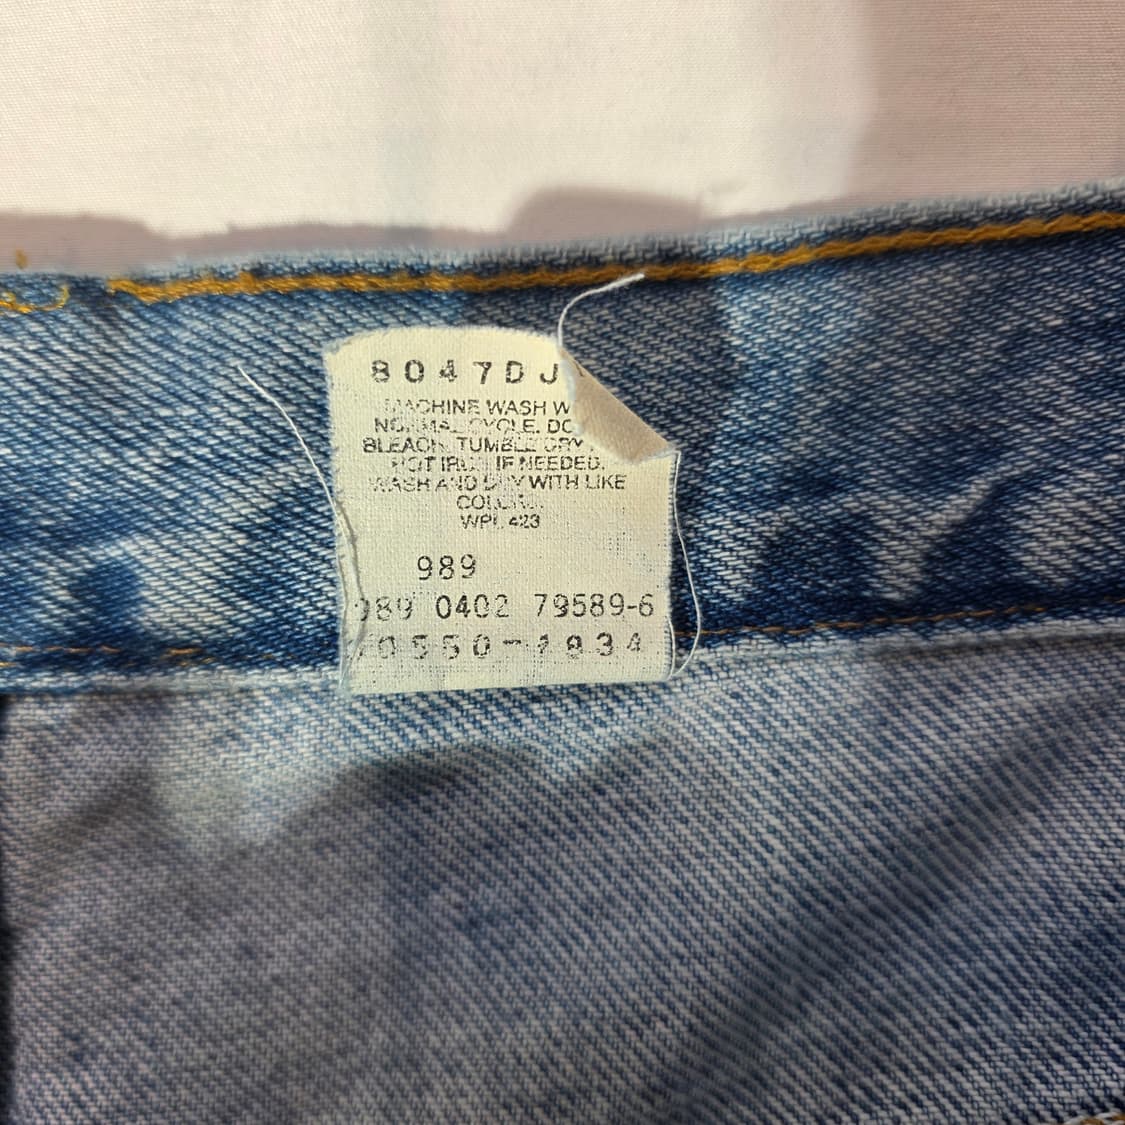 8047DJ
MACHINE WASH W
NORMAL CYCLE. DO
BLEACH. TUMBLE DRY
HOT IRON IF NEEDED.
WASH AND DRY WITH LIKE
COLORS.
WPL 423
989
989 0402 79589-6
0550-1834